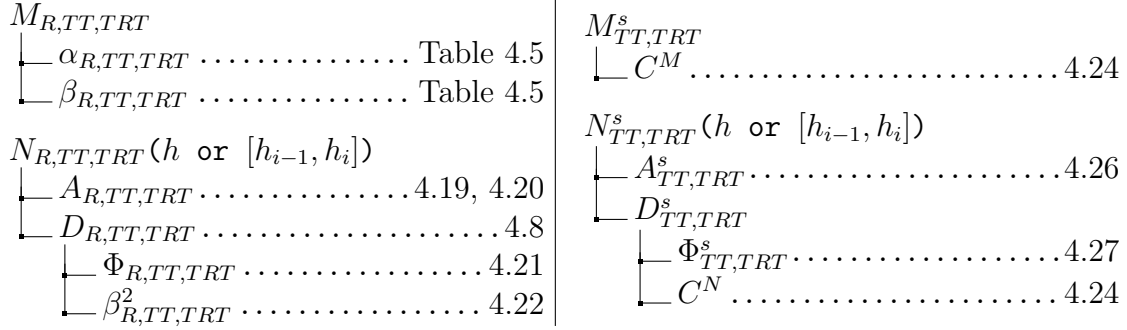 M_{R,TT,TRT}
α_{R,TT,TRT} ................ Table 4.5
β_{R,TT,TRT} ................ Table 4.5
N_{R,TT,TRT}(h or [h_{i-1}, h_i])
A_{R,TT,TRT} ................4.19, 4.20
D_{R,TT,TRT} ......................4.8
Φ_{R,TT,TRT} ..................4.21
β²_{R,TT,TRT} ..................4.22
M^s_{TT,TRT}
C^M ...........................4.24
N^s_{TT,TRT}(h or [h_{i-1}, h_i])
A^s_{TT,TRT} .....................4.26
D^s_{TT,TRT}
Φ^s_{TT,TRT} ..................4.27
C^N ........................4.24